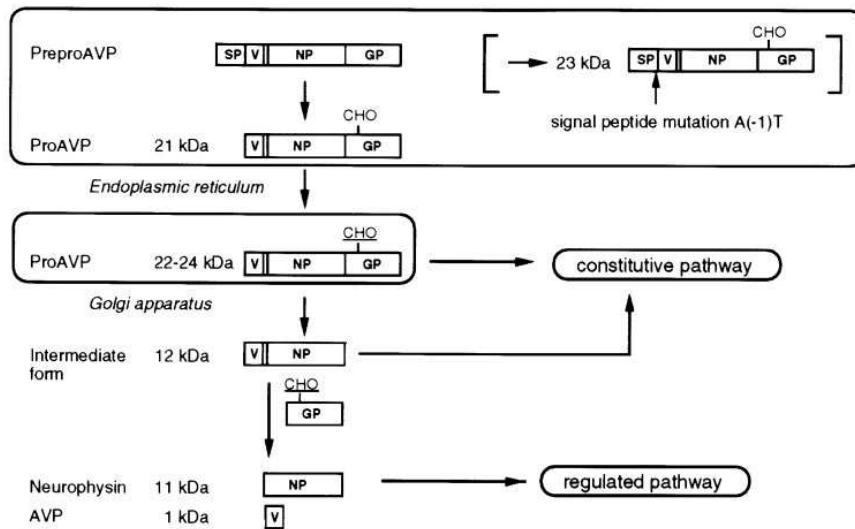 PreproAVP SP V NP GP
CHO
23 kDa SP V NP GP
signal peptide mutation A(-1)T
CHO
ProAVP 21 kDa V NP GP
Endoplasmic reticulum
CHO
ProAVP 22-24 kDa V NP GP
constitutive pathway
Golgi apparatus
Intermediate 12 kDa V NP
form
CHO
GP
Neurophysin 11 kDa NP
regulated pathway
AVP 1 kDa V